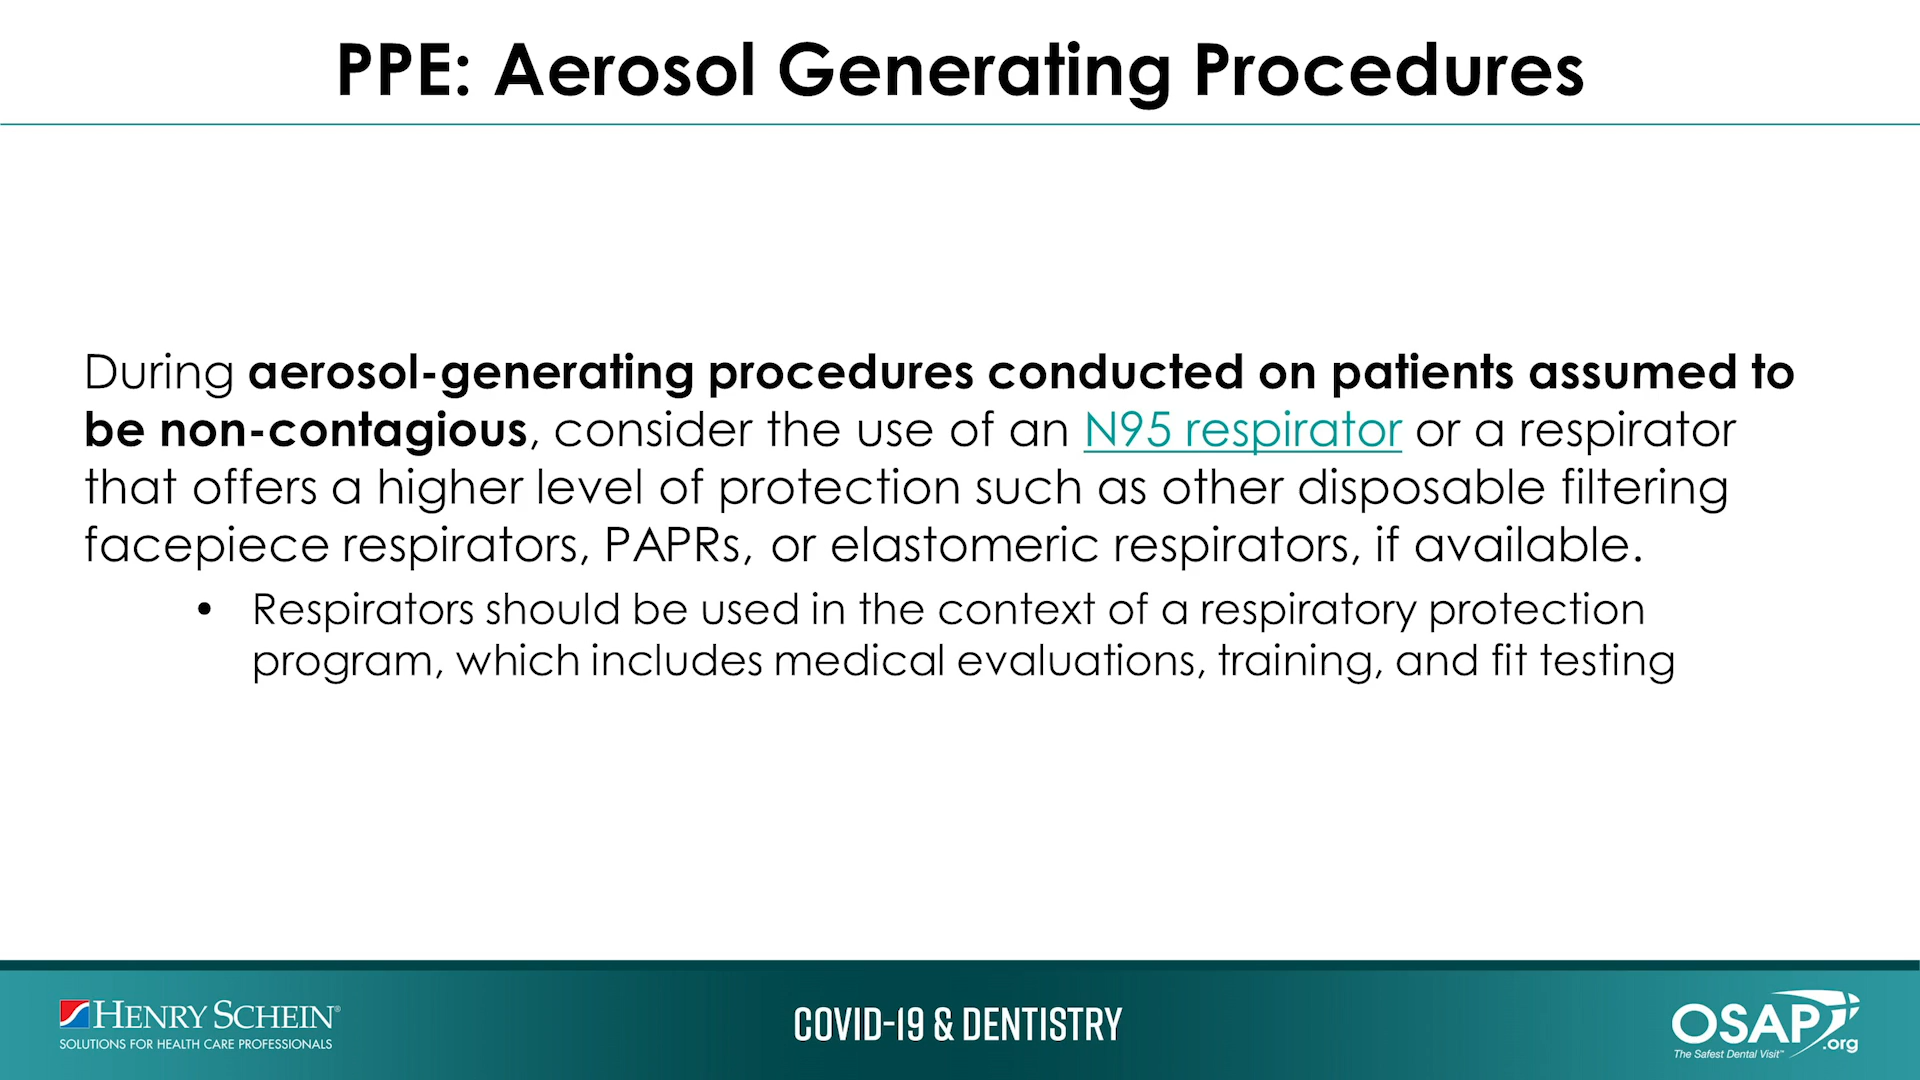 PPE: Aerosol Generating Procedures
During aerosol-generating procedures conducted on patients assumed to
be non-contagious, consider the use of an N95 respirator or a respirator
that offers a higher level of protection such as other disposable filtering
facepiece respirators, PAPRs, or elastomeric respirators, if available.
• Respirators should be used in the context of a respiratory protection
program, which includes medical evaluations, training, and fit testing
HENRY SCHEIN®
SOLUTIONS FOR HEALTH CARE PROFESSIONALS
COVID-19 & DENTISTRY
OSAP
.org
The Safest Dental Visit™